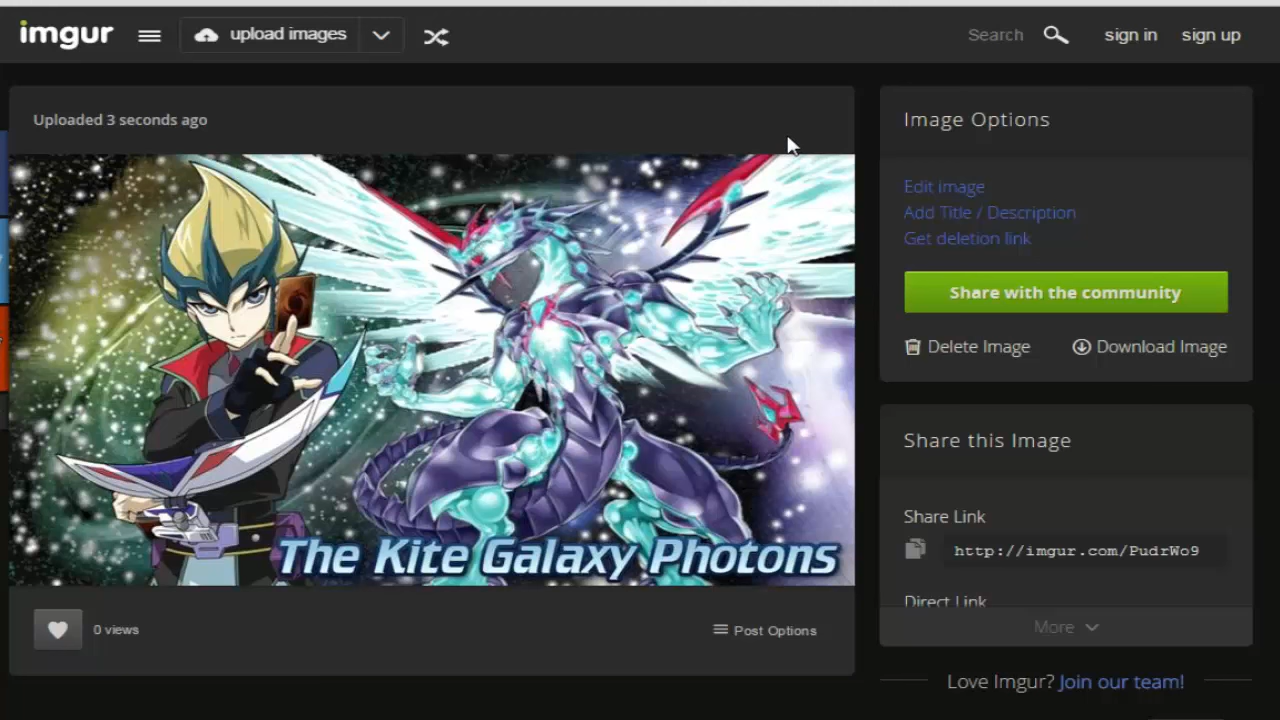 imgur
upload images
Search
sign in
sign up
Uploaded 3 seconds ago
The Kite Galaxy Photons
0 views
Post Options
Image Options
Edit image
Add Title / Description
Get deletion link
Share with the community
Delete Image
Download Image
Share this Image
Share Link
http://imgur.com/PudrWo9
Direct Link
More
Love Imgur? Join our team!